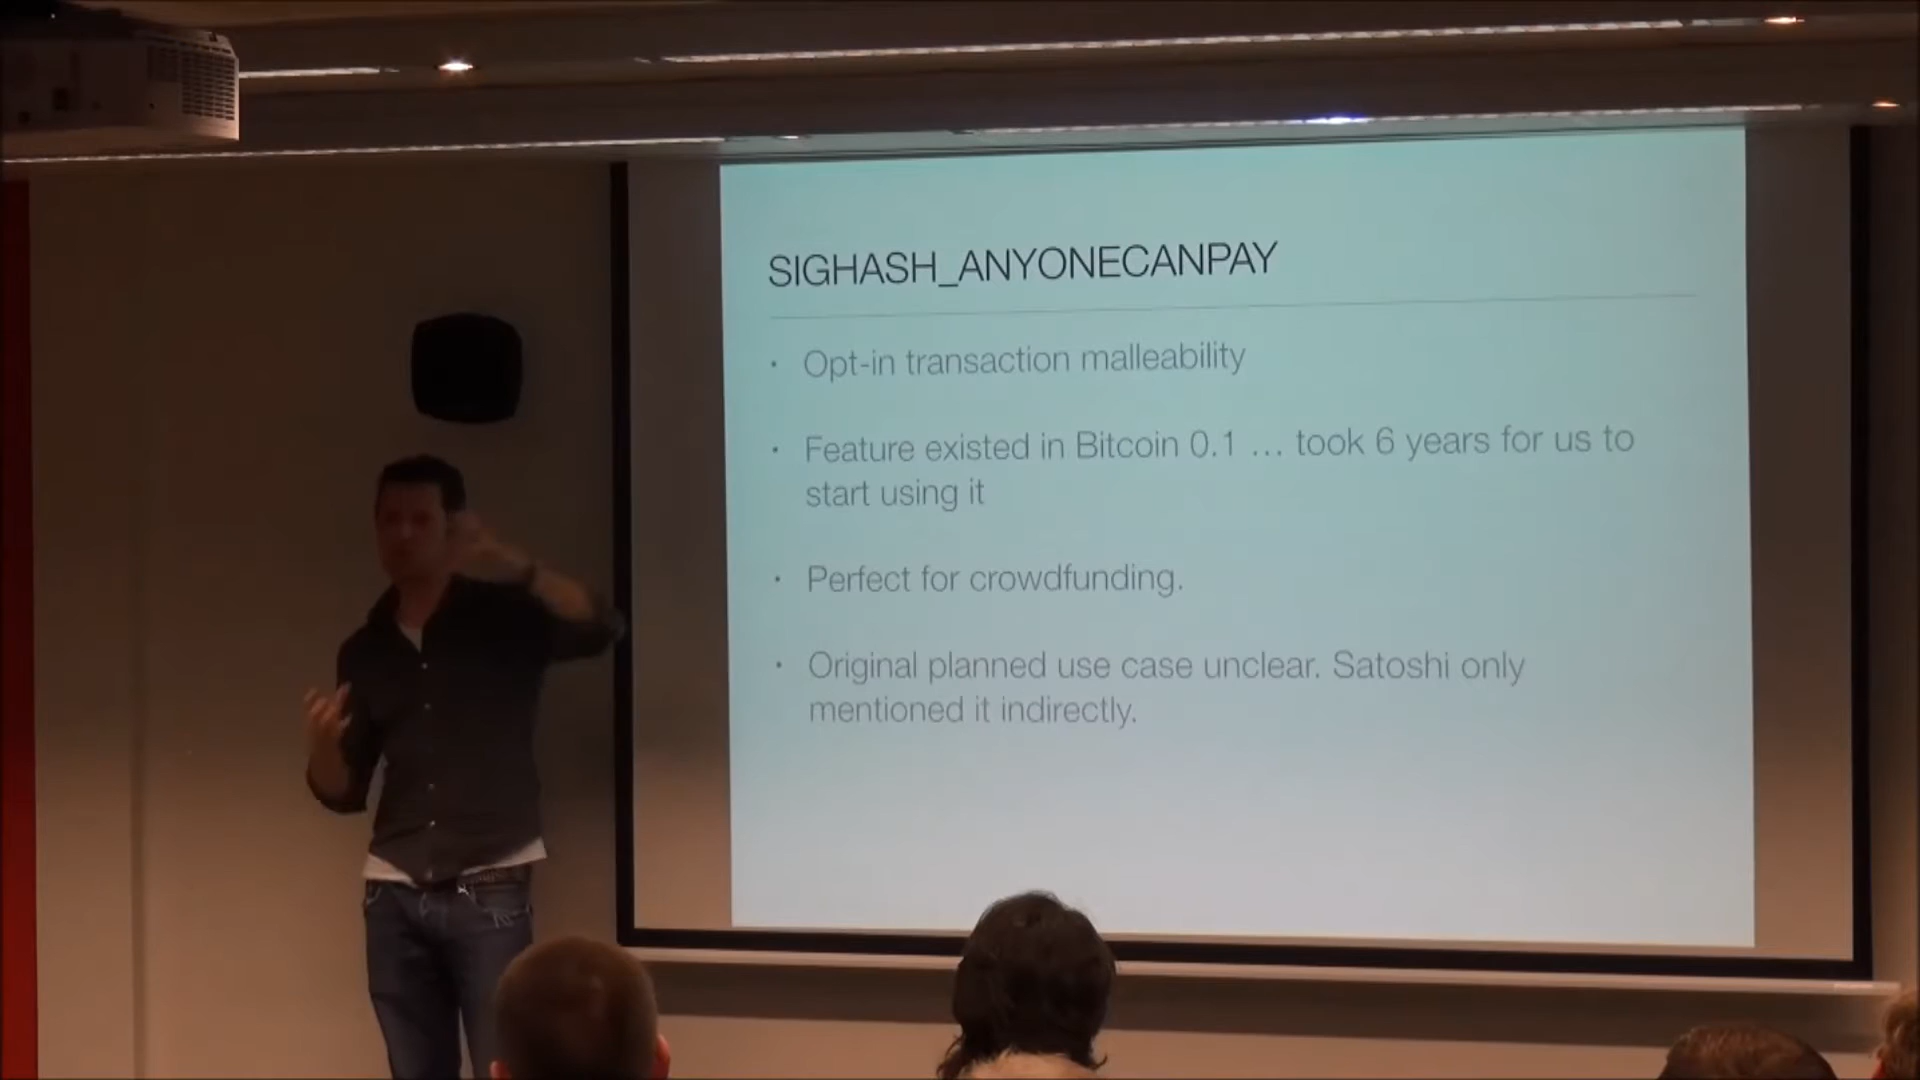 SIGHASH_ANYONECANPAY
• Opt-in transaction malleability
• Feature existed in Bitcoin 0.1 ... took 6 years for us to
start using it
• Perfect for crowdfunding.
• Original planned use case unclear. Satoshi only
mentioned it indirectly.